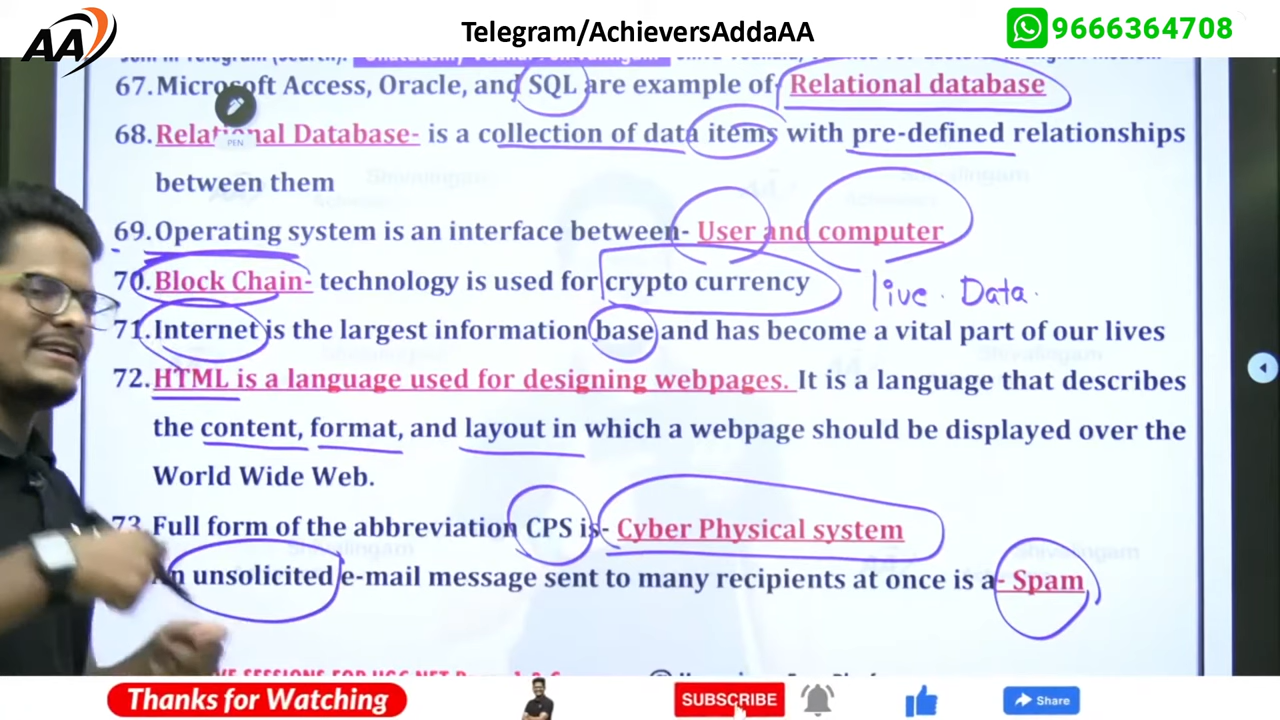 AA
Telegram/AchieversAddaAA
9666364708
67. Microsoft Access, Oracle, and SQL are example of- Relational database
68. Relational Database- is a collection of data items with pre-defined relationships
PEN
between them
69. Operating system is an interface between- User and computer
70. Block Chain- technology is used for crypto currency
live Data.
71. Internet is the largest information base and has become a vital part of our lives
72. HTML is a language used for designing webpages. It is a language that describes
the content, format, and layout in which a webpage should be displayed over the
World Wide Web.
73. Full form of the abbreviation CPS is- Cyber Physical system
unsolicited e-mail message sent to many recipients at once is a- Spam
Thanks for Watching
SUBSCRIBE
Share